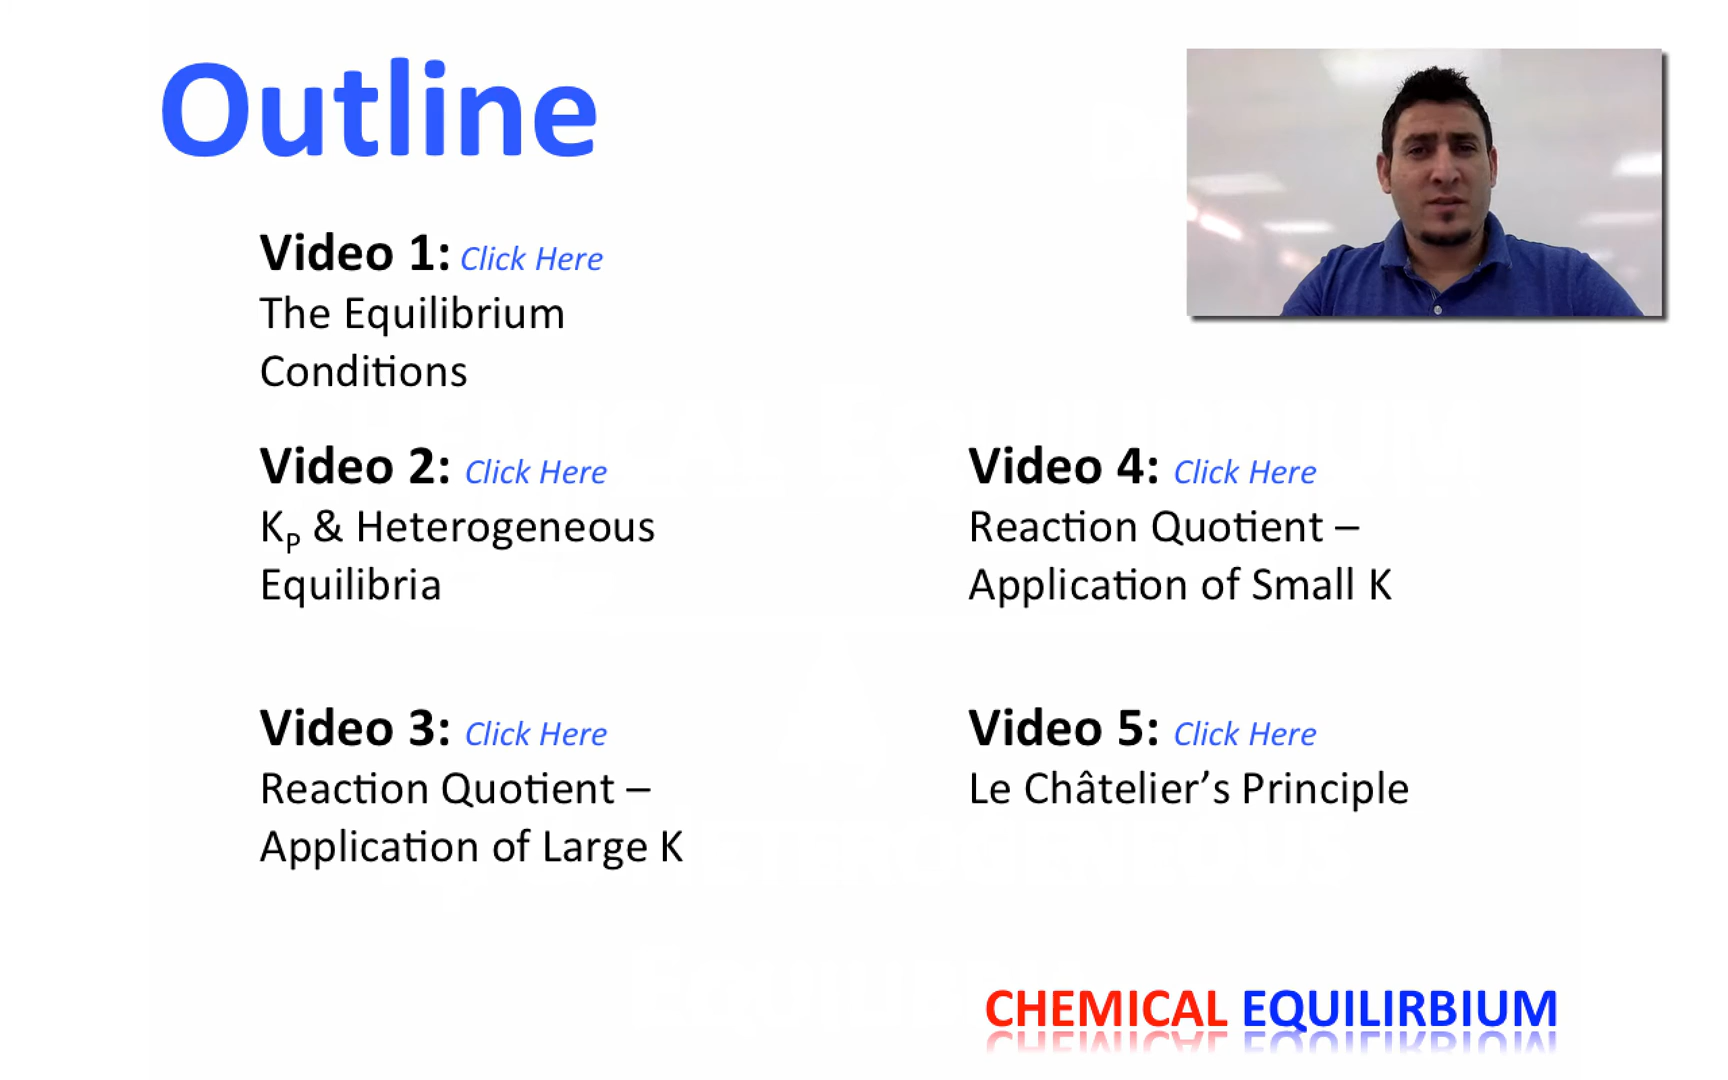 Outline
Video 1: Click Here
The Equilibrium
Conditions
Video 2: Click Here
KP & Heterogeneous
Equilibria
Video 3: Click Here
Reaction Quotient –
Application of Large K
Video 4: Click Here
Reaction Quotient –
Application of Small K
Video 5: Click Here
Le Châtelier’s Principle
CHEMICAL EQUILIRBIUM